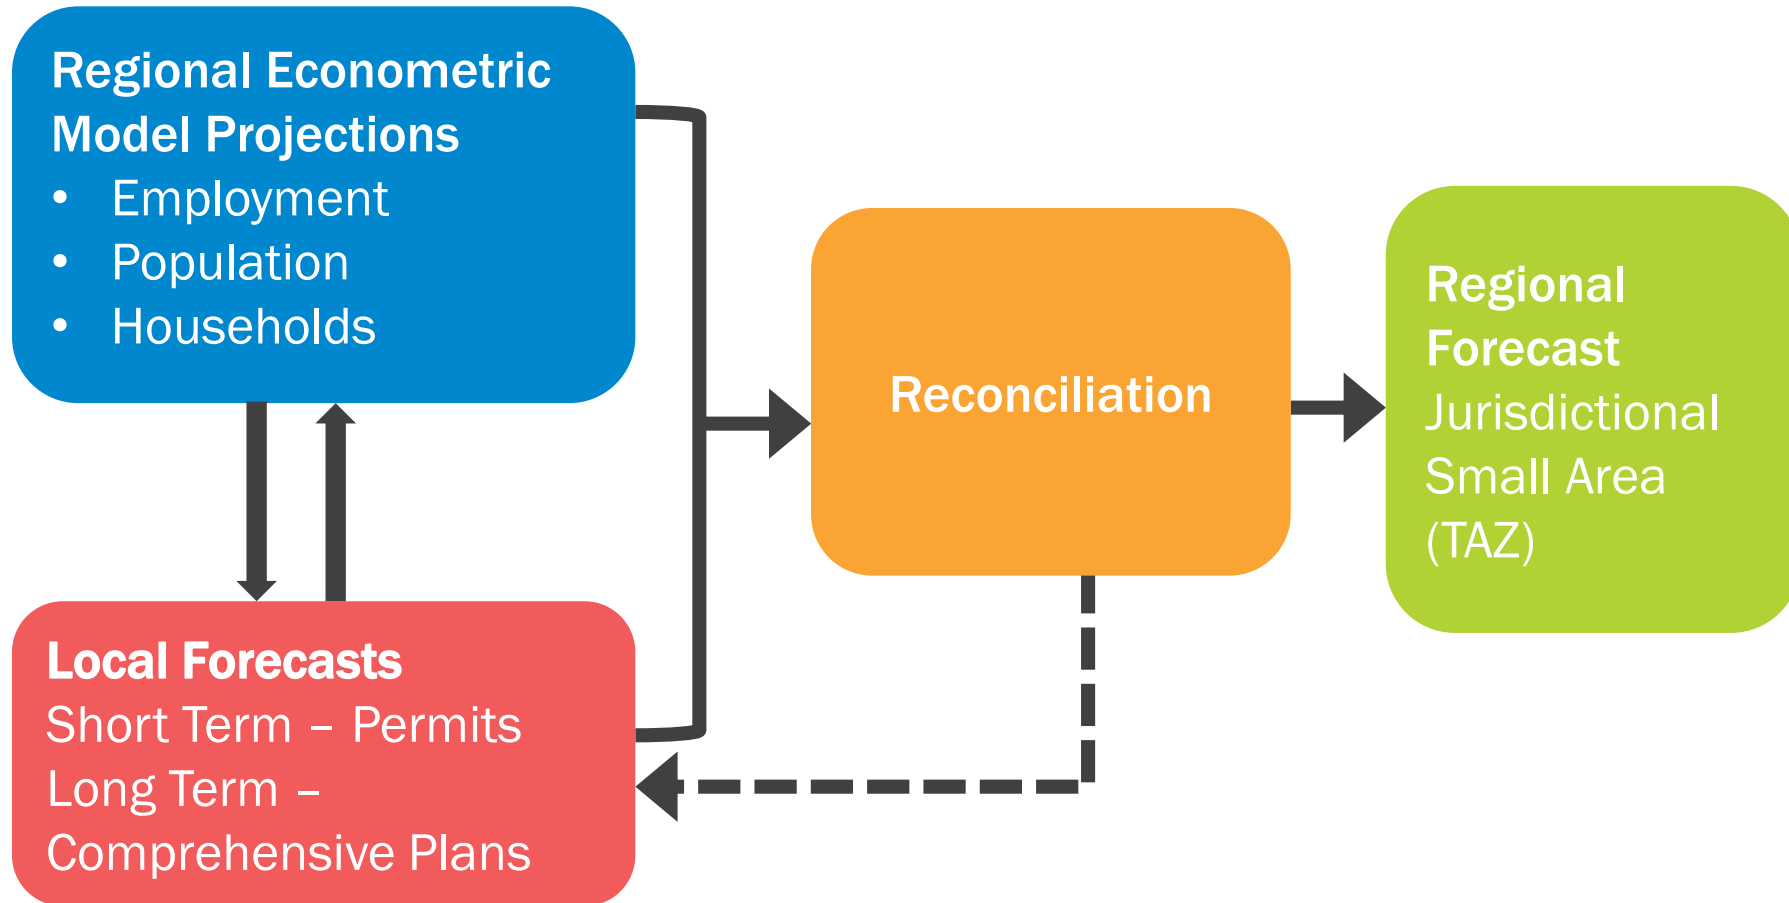 Regional Econometric
Model Projections
• Employment
• Population
• Households
Local Forecasts
Short Term – Permits
Long Term –
Comprehensive Plans
Reconciliation
Regional
Forecast
Jurisdictional
Small Area
(TAZ)